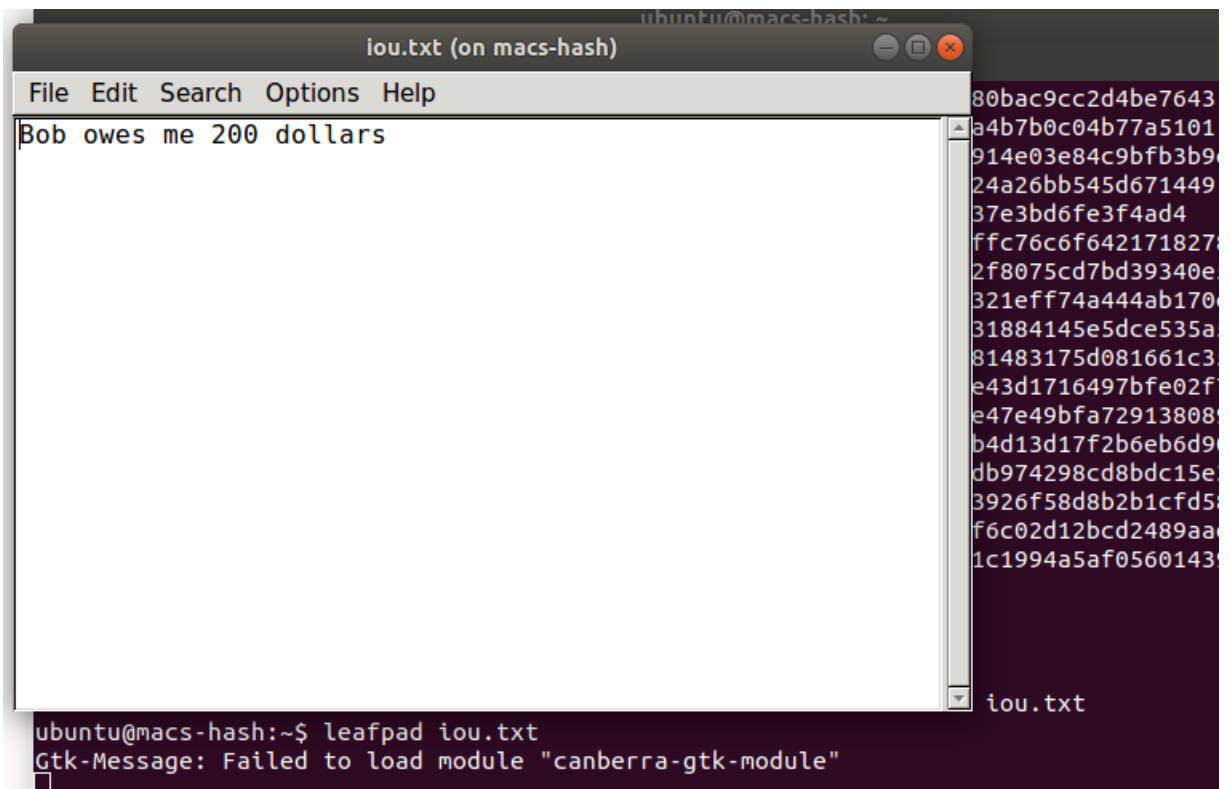 ubuntu@macs-hash: ~
iou.txt (on macs-hash)
File Edit Search Options Help
Bob owes me 200 dollars
80bac9cc2d4be7643
a4b7b0c04b77a5101
914e03e84c9bfb3b9
24a26bb545d671449
37e3bd6fe3f4ad4
ffc76c6f642171827
2f8075cd7bd39340e
321eff74a444ab170
31884145e5dce535a
81483175d081661c3
e43d1716497bfe02f
e47e49bfa72913808
b4d13d17f2b6eb6d9
db974298cd8bdc15e
3926f58d8b2b1cfd5
f6c02d12bcd2489aa
1c1994a5af0560143
iou.txt
ubuntu@macs-hash:~$ leafpad iou.txt
Gtk-Message: Failed to load module "canberra-gtk-module"